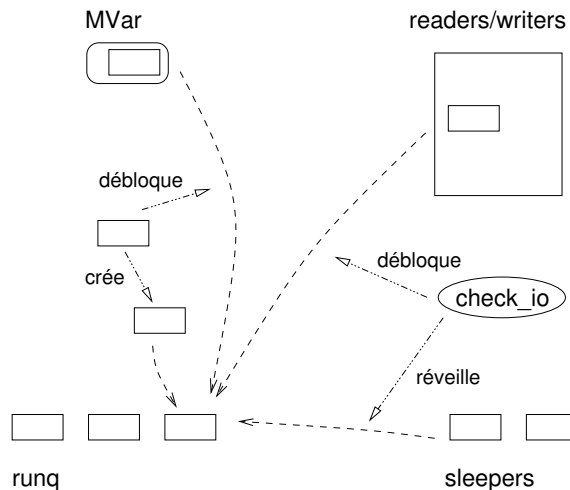 MVar
readers/writers
débloque
débloque
crée
check_io
réveille
runq
sleepers